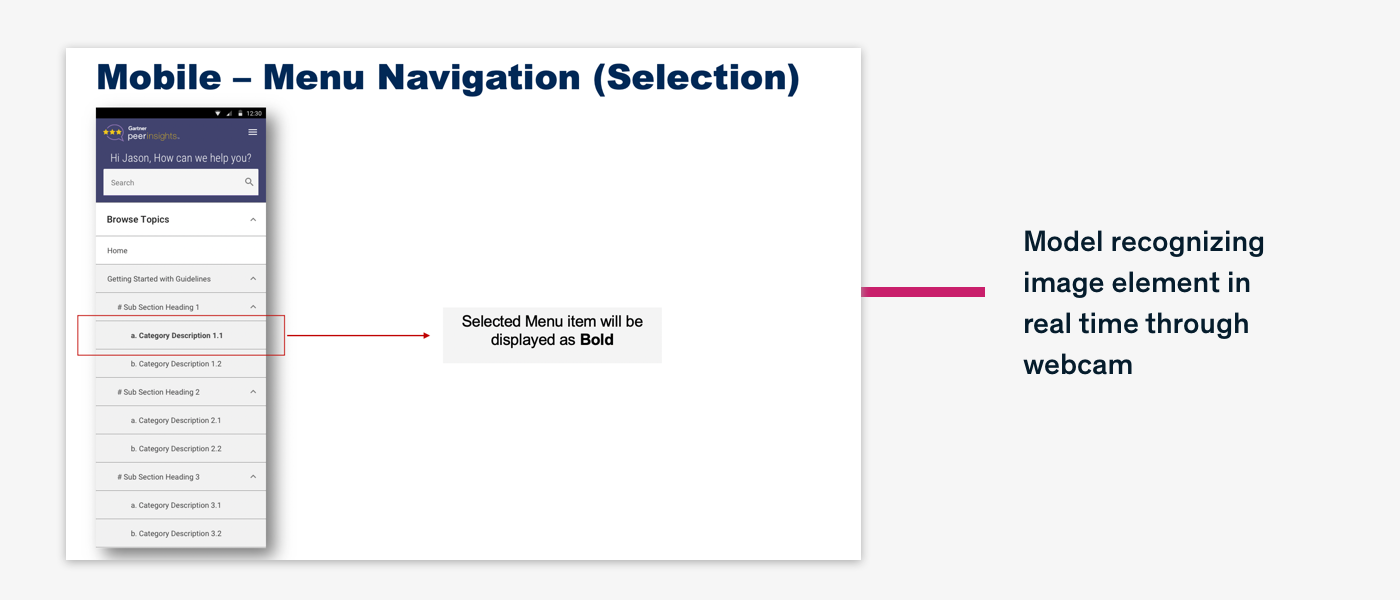 Mobile – Menu Navigation (Selection)
12:30
Gartner
peerinsights™
Hi Jason, How can we help you?
Search
Browse Topics
Home
Getting Started with Guidelines
# Sub Section Heading 1
a. Category Description 1.1
b. Category Description 1.2
# Sub Section Heading 2
a. Category Description 2.1
b. Category Description 2.2
# Sub Section Heading 3
a. Category Description 3.1
b. Category Description 3.2
Selected Menu item will be
displayed as Bold
Model recognizing
image element in
real time through
webcam